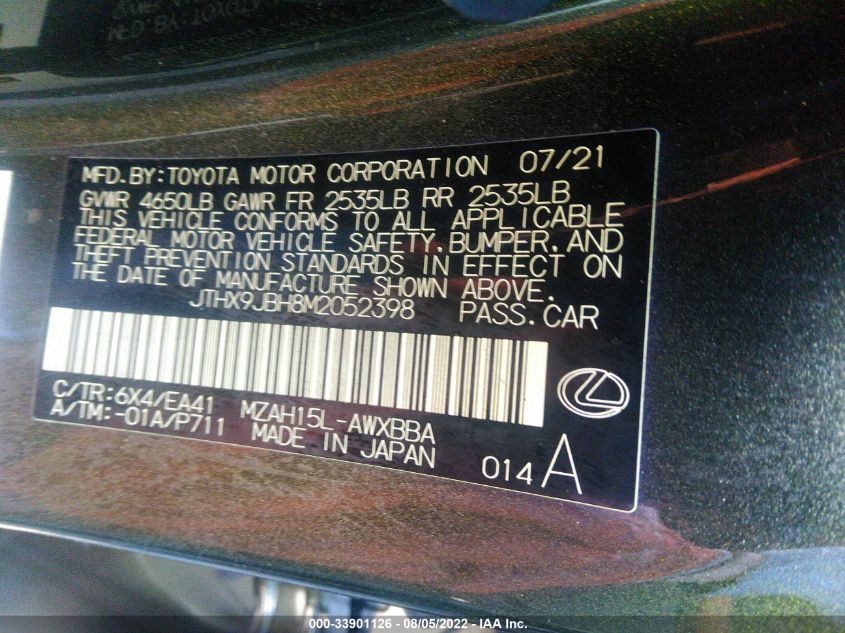 MFD.BY:TOYOTA MOTOR CORPORATION 07/21
GVWR 4650LB GAWR FR 2535LB RR 2535LB
THIS VEHICLE CONFORMS TO ALL APPLICABLE
FEDERAL MOTOR VEHICLE SAFETY,BUMPER,AND
THEFT PREVENTION STANDARDS IN EFFECT ON
THE DATE OF MANUFACTURE SHOWN ABOVE.
JTHX9JBH8M2052398 PASS.CAR
C/TR:6X4/EA41 MZAH15L-AWXBBA
A/TM:-01A/P711 MADE IN JAPAN
014 A
000-33901126 - 08/05/2022 - IAA Inc.